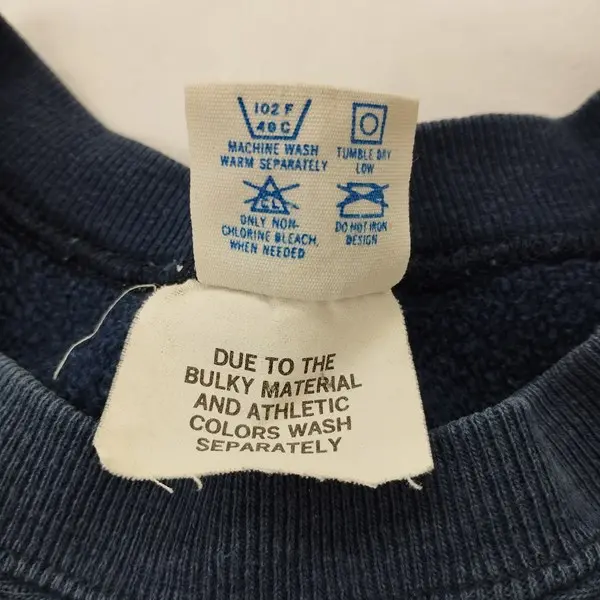 102 F
40 C
MACHINE WASH
WARM SEPARATELY
TUMBLE DRY
LOW
CL
ONLY NON-
CHLORINE BLEACH,
WHEN NEEDED
DO NOT IRON
DESIGN
DUE TO THE
BULKY MATERIAL
AND ATHLETIC
COLORS WASH
SEPARATELY